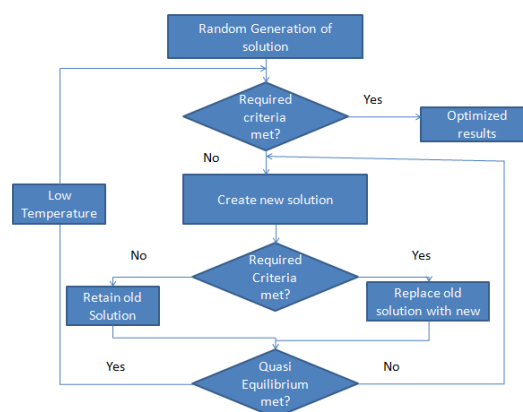 Random Generation of
solution
Required
criteria
met?
Yes
Optimized
results
No
Low
Temperature
Create new solution
No
Required
Criteria
met?
Yes
Retain old
Solution
Replace old
solution with new
Yes
Quasi
Equilibrium
met?
No